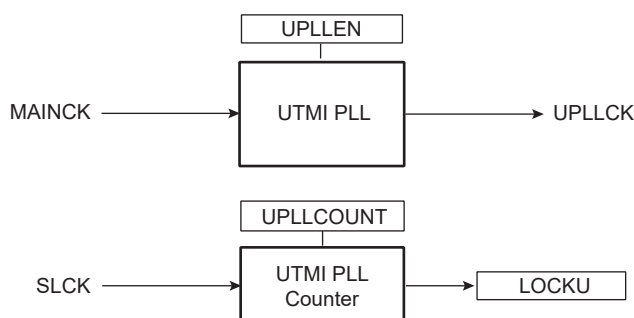 UPLLEN
MAINCK
UTMI PLL
UPLLCK
UPLLCOUNT
SLCK
UTMI PLL
Counter
LOCKU